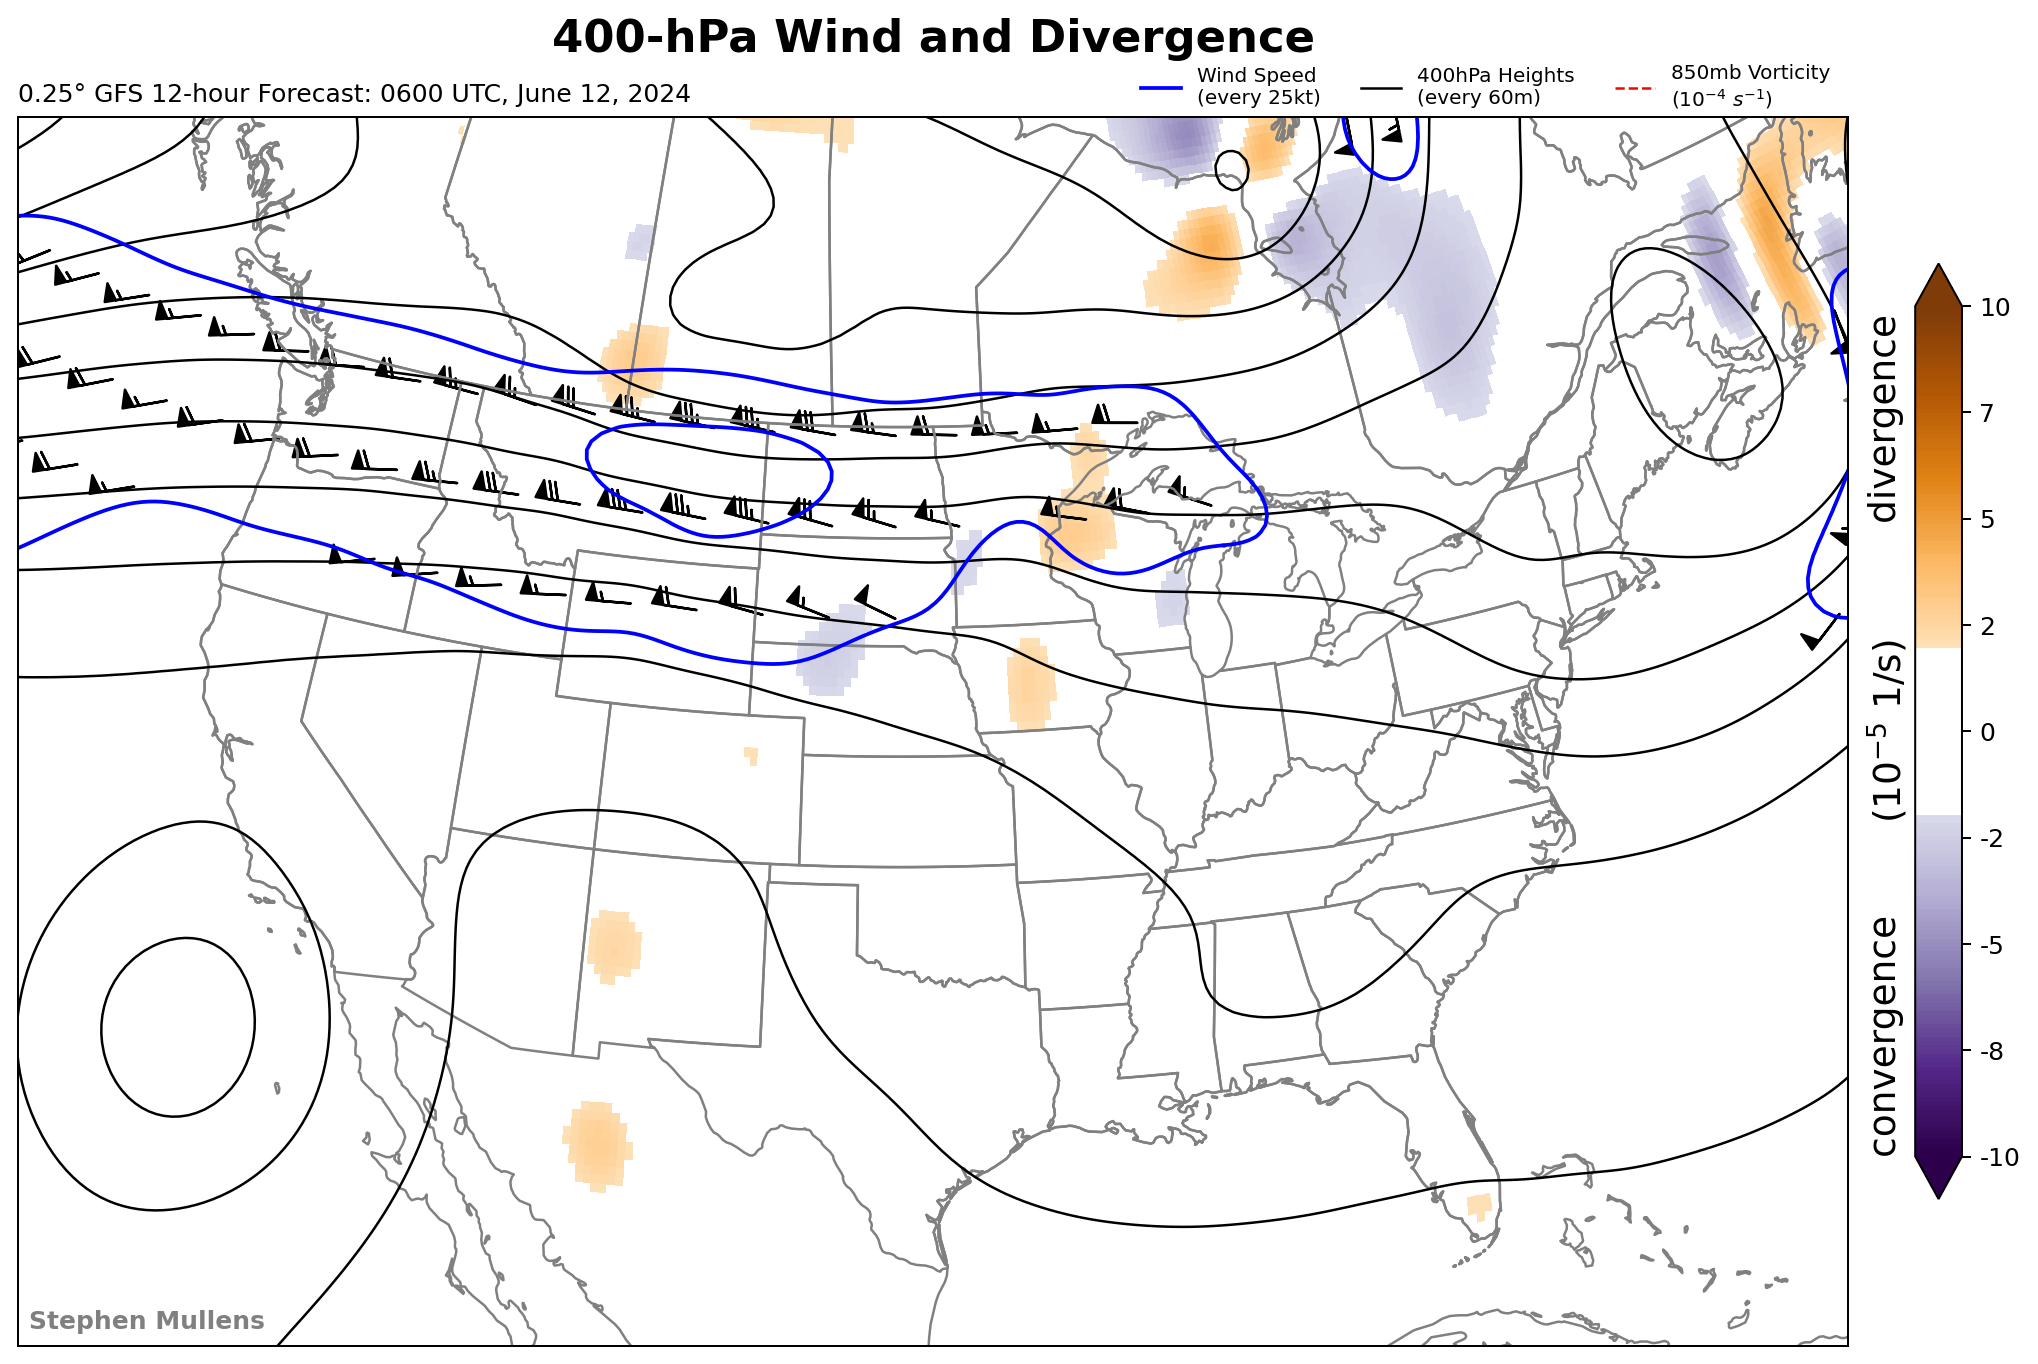 400-hPa Wind and Divergence
0.25° GFS 12-hour Forecast: 0600 UTC, June 12, 2024
Wind Speed
(every 25kt)
400hPa Heights
(every 60m)
850mb Vorticity
(10⁻⁴ s⁻¹)
10
7
5
2
0
-2
-5
-8
-10
convergence (10⁻⁵ 1/s) divergence
Stephen Mullens